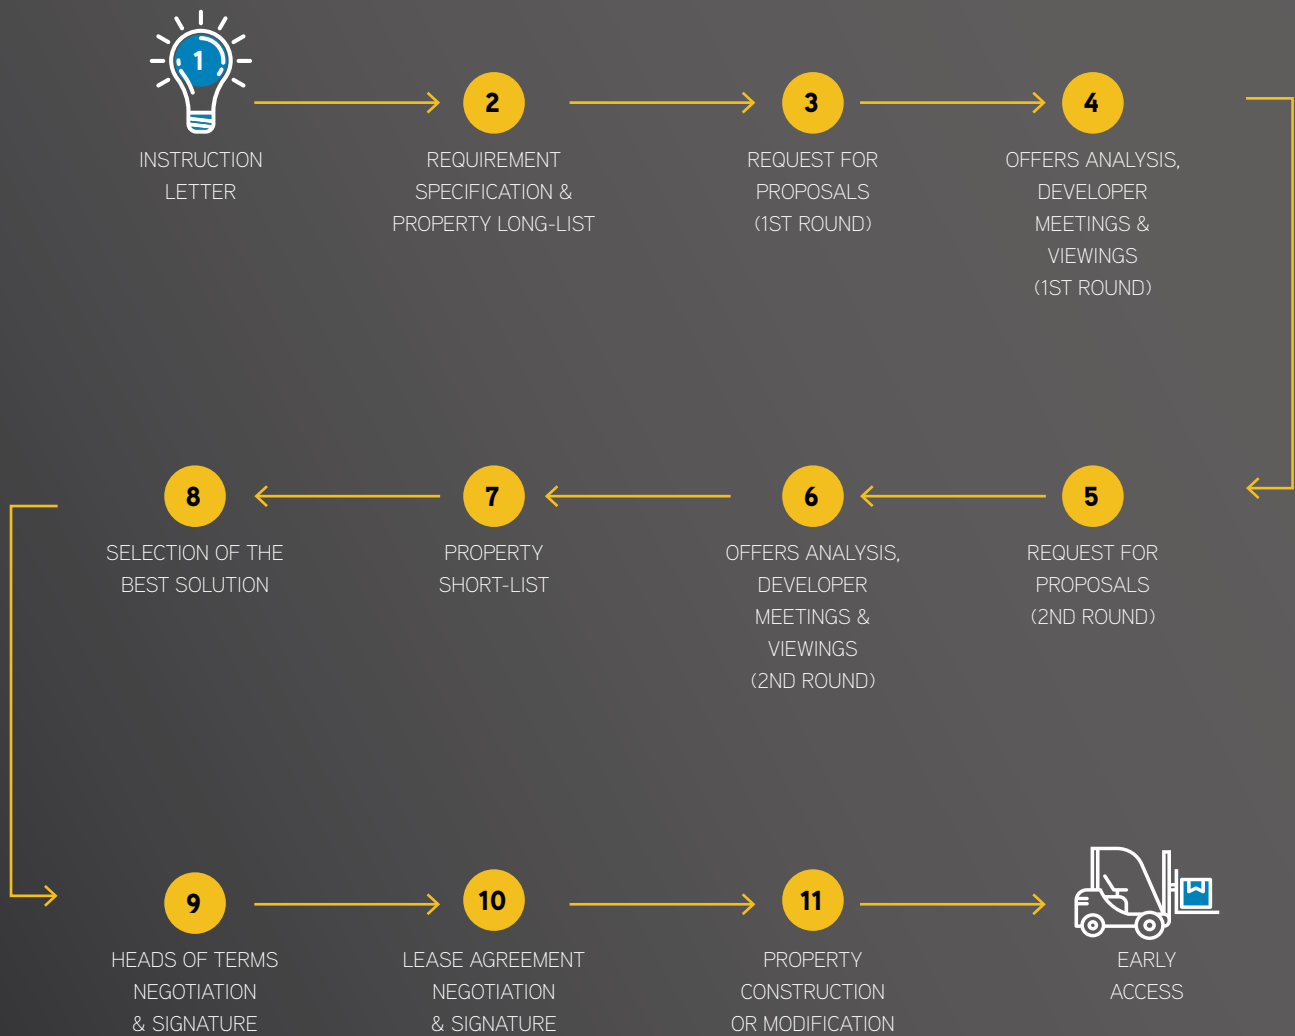 1
INSTRUCTION
LETTER
2
REQUIREMENT
SPECIFICATION &
PROPERTY LONG-LIST
3
REQUEST FOR
PROPOSALS
(1ST ROUND)
4
OFFERS ANALYSIS,
DEVELOPER
MEETINGS &
VIEWINGS
(1ST ROUND)
5
REQUEST FOR
PROPOSALS
(2ND ROUND)
6
OFFERS ANALYSIS,
DEVELOPER
MEETINGS &
VIEWINGS
(2ND ROUND)
7
PROPERTY
SHORT-LIST
8
SELECTION OF THE
BEST SOLUTION
9
HEADS OF TERMS
NEGOTIATION
& SIGNATURE
10
LEASE AGREEMENT
NEGOTIATION
& SIGNATURE
11
PROPERTY
CONSTRUCTION
OR MODIFICATION
EARLY
ACCESS